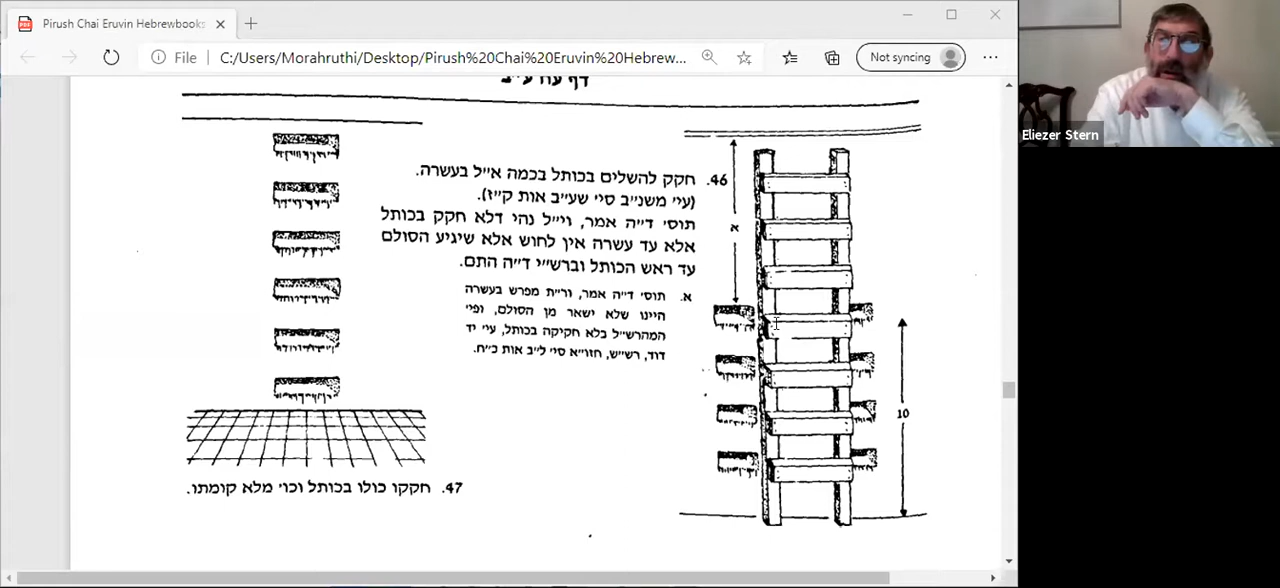 Pirush Chai Eruvin Hebrewbooks
File
C:/Users/Morahruthi/Desktop/Pirush%20Chai%20Eruvin%20Hebrew...
Not syncing
Eliezer Stern
דף עח ע״ב
46. חקק להשלים בכותל בכמה א״ל בעשרה.
(עי׳ משנ״ב סי׳ שע״ב אות קי״ז).
תוסי ד״ה אמר, וי״ל נהי דלא חקק בכותל
אלא עד עשרה אין לחוש אלא שיגיע הסולם
עד ראש הכותל וברש״י ד״ה התם.
א. תוסי ד״ה אמר, ור״ת מפרש בעשרה
היינו שלא ישאר מן הסולם, ופי׳
המהרש״ל בלא חקיקה בכותל, עי׳ יד
דוד, רש״ש, חזו״א סי׳ ל״ב אות כ״ח.
א
10
47. חקקו כולו בכותל וכו׳ מלא קומתו.